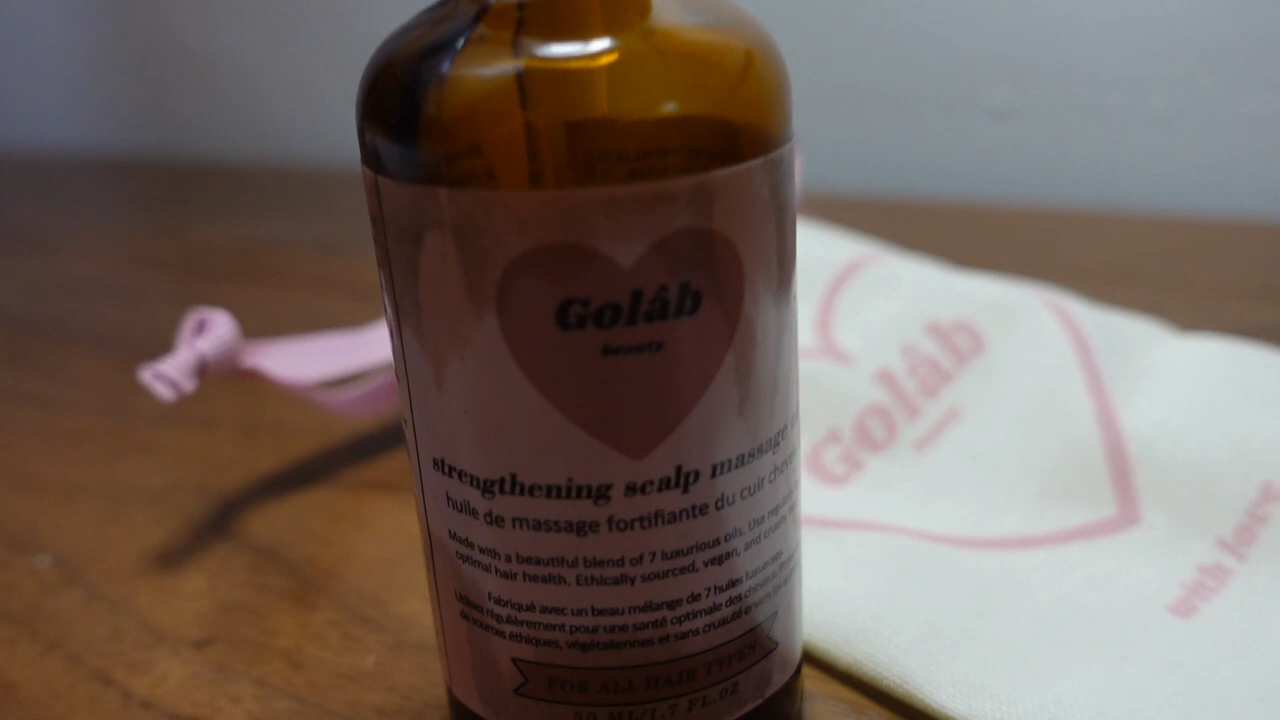 Golâb
beauty
strengthening scalp massage
huile de massage fortifiante du cuir
Made with a beautiful blend of 7 luxurious oils. Use
optimal hair health. Ethically sourced, vegan, and cruelty
Fabriqué avec un beau mélange de 7 huiles luxueuses.
Utilisez régulièrement pour une santé optimale des cheveux.
de sources éthiques, végétaliennes et sans cruauté envers les
FOR ALL HAIR TYPES
50 ML/1.7 FL.OZ
Golâb
with love